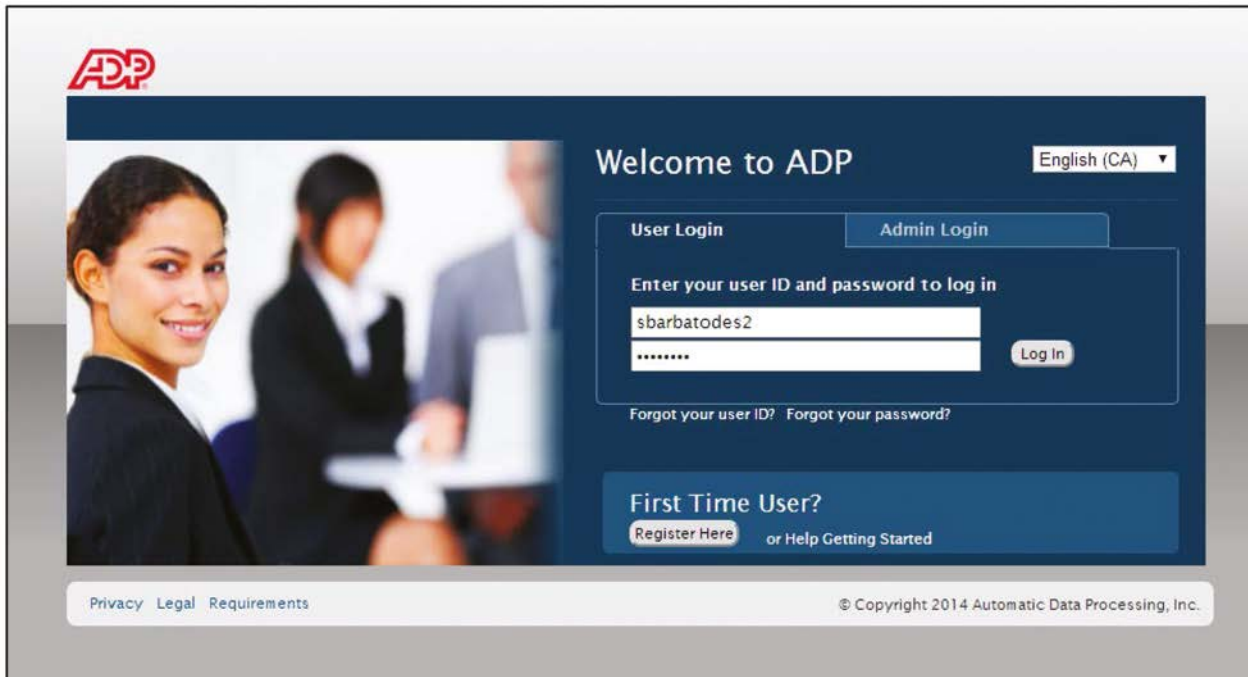 ADP
Welcome to ADP
English (CA)
User Login
Admin Login
Enter your user ID and password to log in
sbarbatodes2
••••••••
Log In
Forgot your user ID? Forgot your password?
First Time User?
Register Here or Help Getting Started
Privacy Legal Requirements
© Copyright 2014 Automatic Data Processing, Inc.